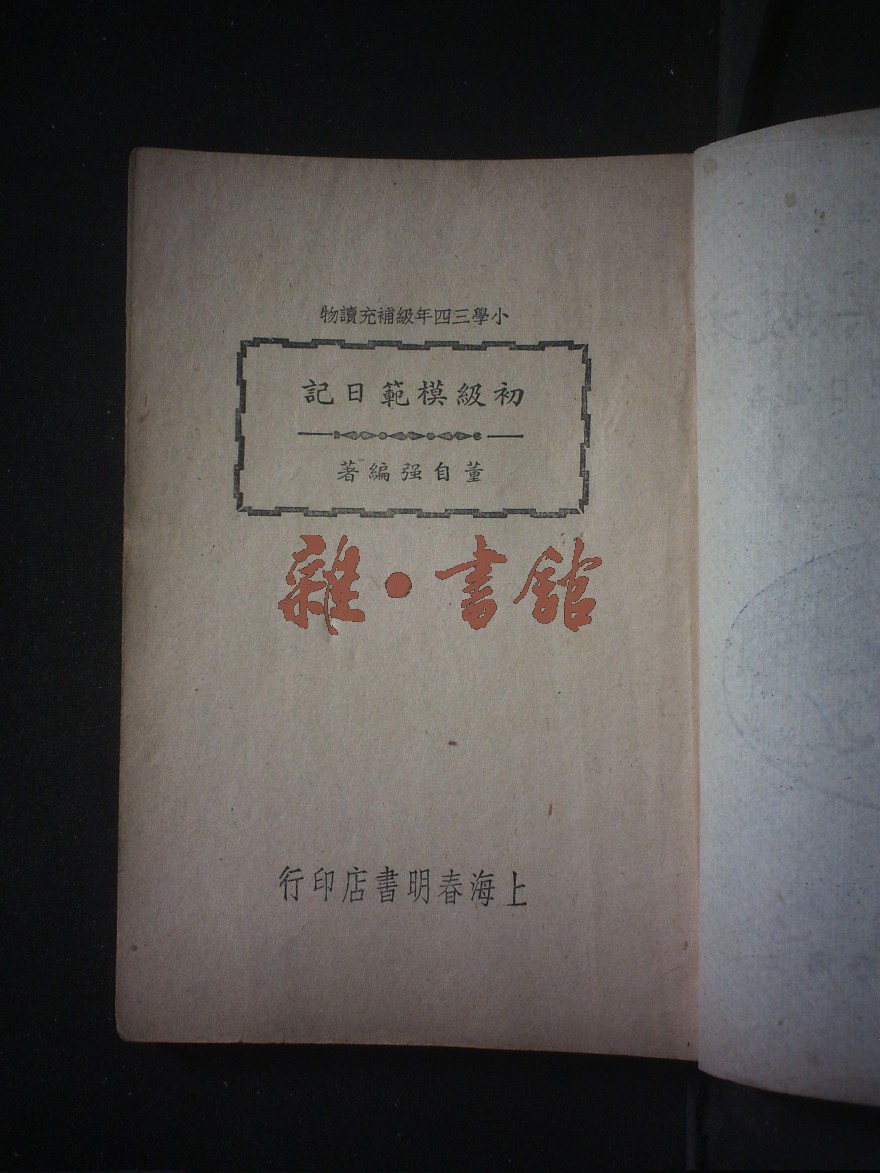 小學三四年級補充讀物
初級模範日記
董自强編著
雜·書館
上海春明書店印行